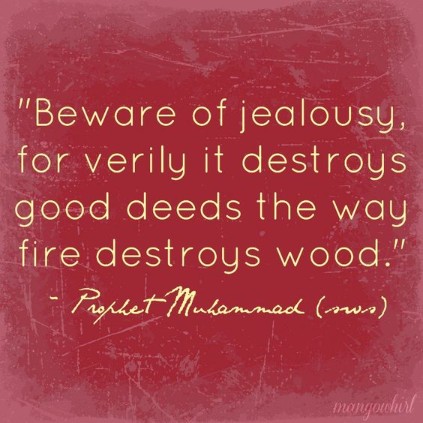 "Beware of jealousy,
for verily it destroys
good deeds the way
fire destroys wood."
- Prophet Muhammad (sws)
mangowhirl